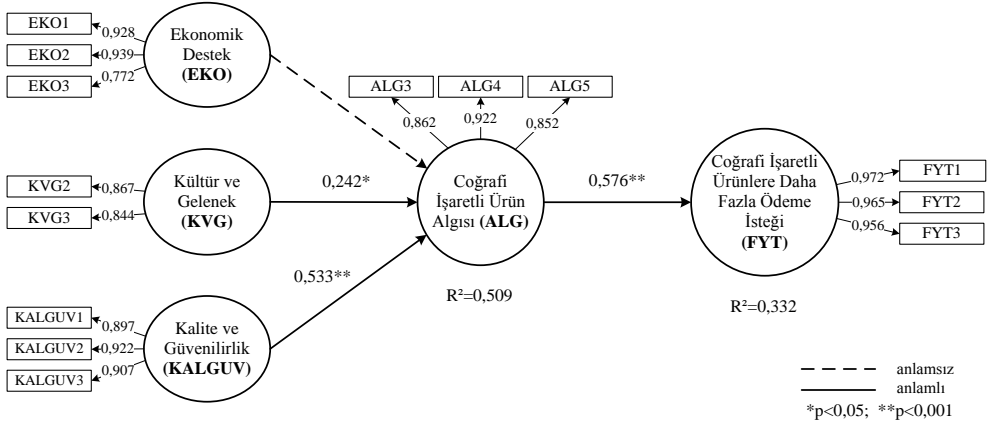 EKO1
EKO2
EKO3
0,928
0,939
0,772
Ekonomik
Destek
(EKO)
ALG3
ALG4
ALG5
0,862
0,922
0,852
KVG2
KVG3
0,867
0,844
Kültür ve
Gelenek
(KVG)
0,242*
Coğrafi
İşaretli Ürün
Algısı (ALG)
R²=0,509
0,576**
Coğrafi İşaretli
Ürünlere Daha
Fazla Ödeme
İsteği
(FYT)
R²=0,332
0,972
0,965
0,956
FYT1
FYT2
FYT3
0,533**
KALGUV1
KALGUV2
KALGUV3
0,897
0,922
0,907
Kalite ve
Güvenilirlik
(KALGUV)
anlamsız
anlamlı
*p<0,05; **p<0,001